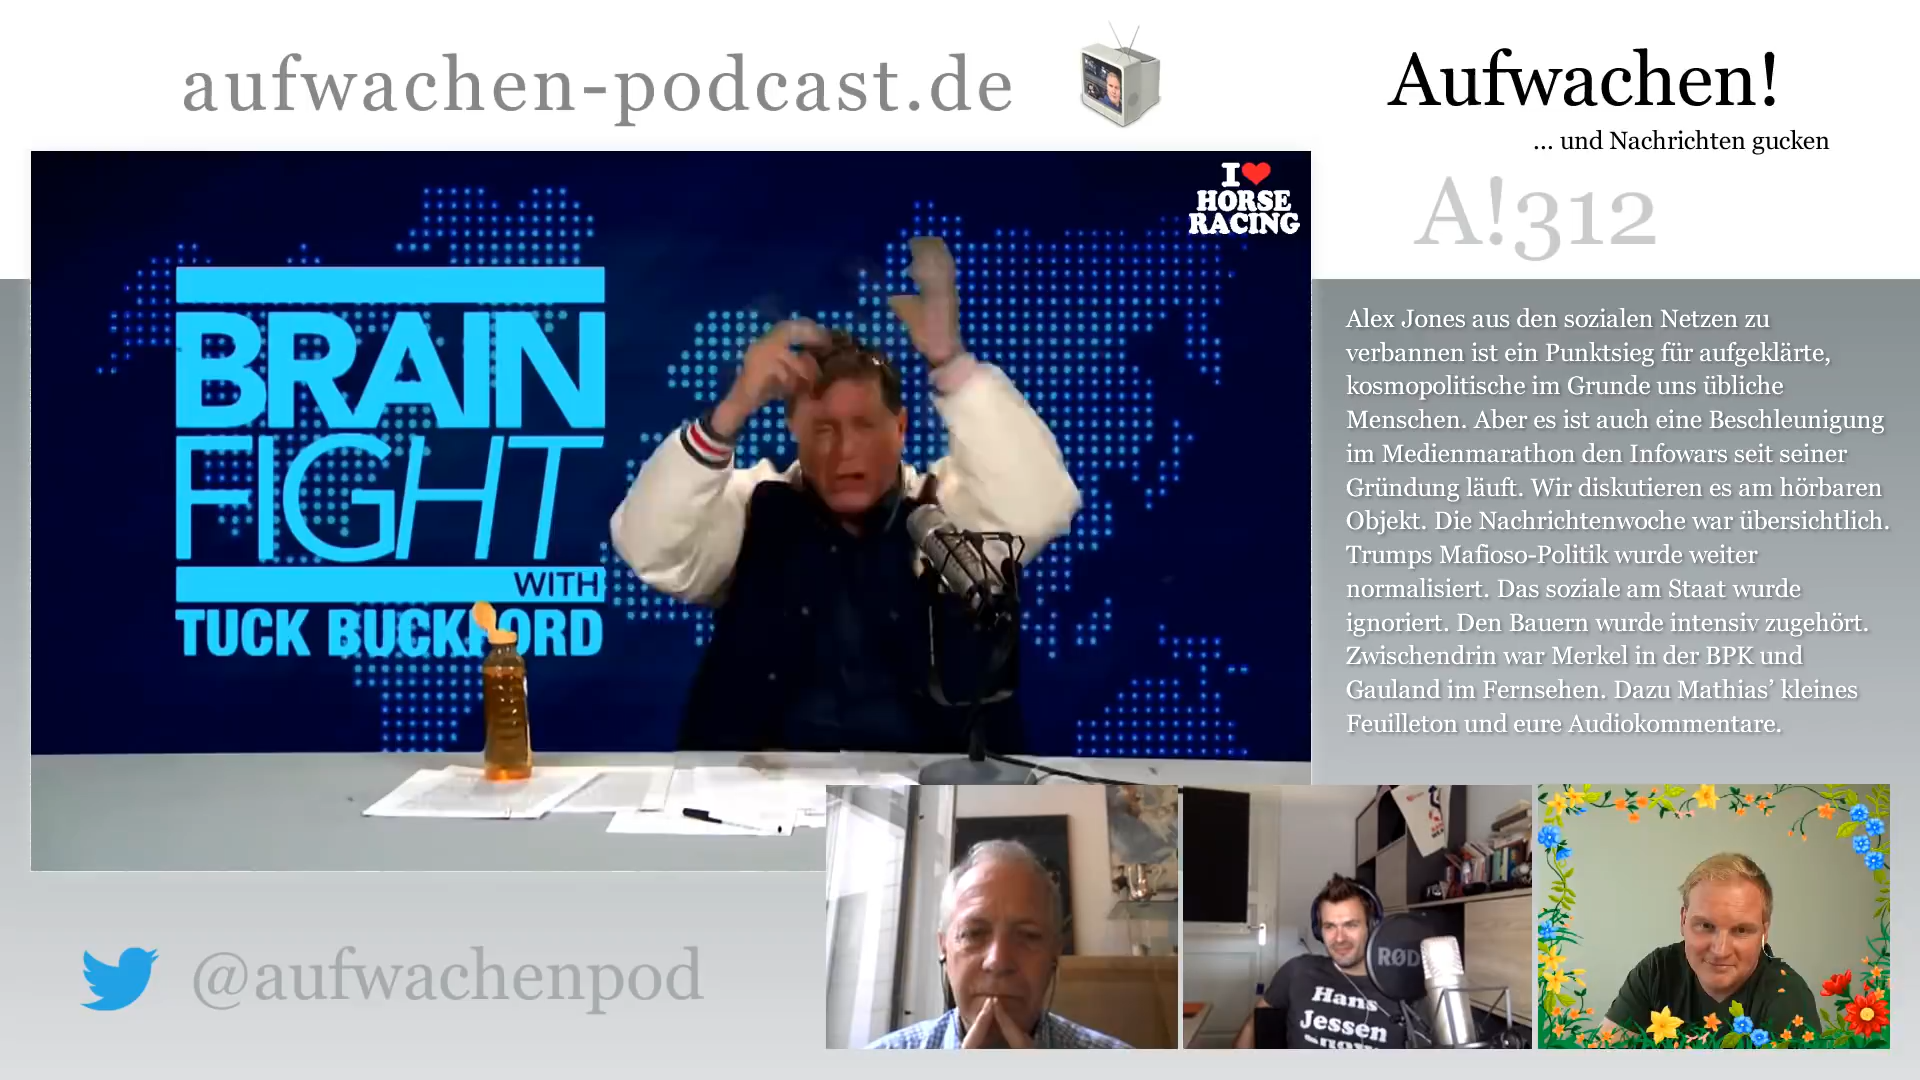 aufwachen-podcast.de
Aufwachen!
... und Nachrichten gucken
A!312
I
HORSE
RACING
BRAIN
FIGHT
WITH
TUCK BUCKFORD
Alex Jones aus den sozialen Netzen zu
verbannen ist ein Punktsieg für aufgeklärte,
kosmopolitische im Grunde uns übliche
Menschen. Aber es ist auch eine Beschleunigung
im Medienmarathon den Infowars seit seiner
Gründung läuft. Wir diskutieren es am hörbaren
Objekt. Die Nachrichtenwoche war übersichtlich.
Trumps Mafioso-Politik wurde weiter
normalisiert. Das soziale am Staat wurde
ignoriert. Den Bauern wurde intensiv zugehört.
Zwischendrin war Merkel in der BPK und
Gauland im Fernsehen. Dazu Mathias’ kleines
Feuilleton und eure Audiokommentare.
@aufwachenpod
RØDE
Hans
Jessen